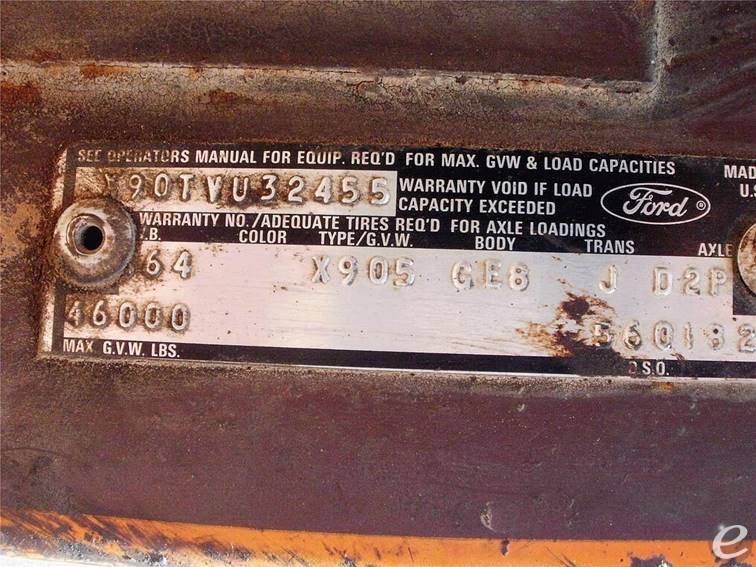 SEE OPERATORS MANUAL FOR EQUIP. REQ'D FOR MAX. GVW & LOAD CAPACITIES
90TVU32455
WARRANTY VOID IF LOAD
CAPACITY EXCEEDED
Ford®
MAD
U.
WARRANTY NO./ADEQUATE TIRES REQ'D FOR AXLE LOADINGS
B. COLOR TYPE/G.V.W. BODY TRANS AXLE
64 X905 GE8 J D2P
46000 560182
MAX. G.V.W. LBS. D.S.O.
e